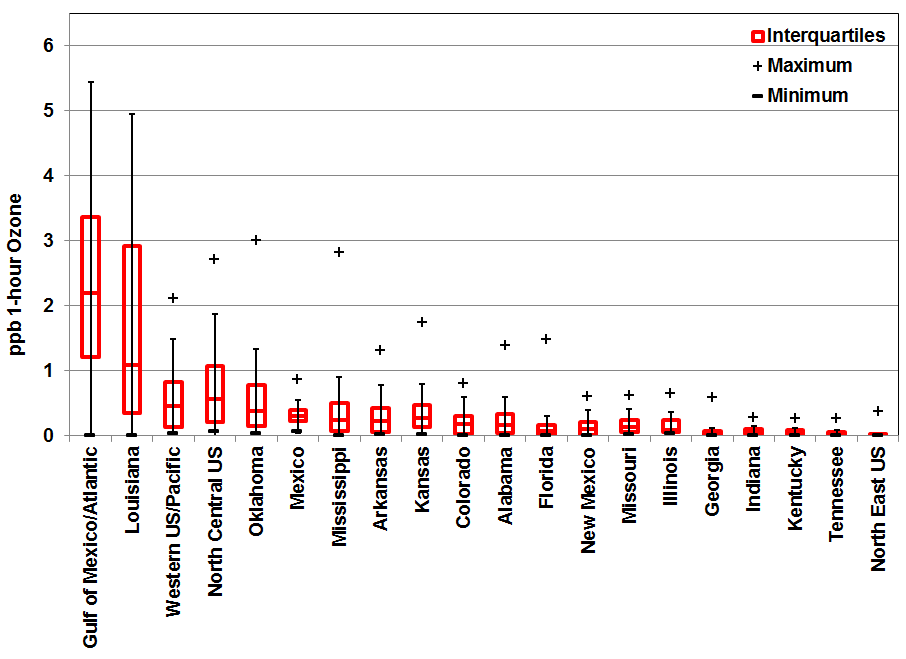 6
5
4
3
2
1
0
ppb 1-hour Ozone
Interquartiles
Maximum
Minimum
Gulf of Mexico/Atlantic
Louisiana
Western US/Pacific
North Central US
Oklahoma
Mexico
Mississippi
Arkansas
Kansas
Colorado
Alabama
Florida
New Mexico
Missouri
Illinois
Georgia
Indiana
Kentucky
Tennessee
North East US